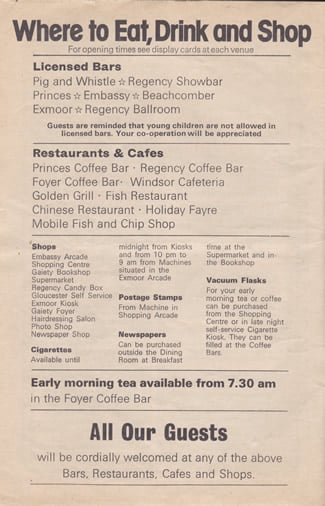 Where to Eat, Drink and Shop
For opening times see display cards at each venue
Licensed Bars
Pig and Whistle ☆ Regency Showbar
Princes ☆ Embassy ☆ Beachcomber
Exmoor ☆ Regency Ballroom
Guests are reminded that young children are not allowed in
licensed bars. Your co-operation will be appreciated
Restaurants & Cafes
Princes Coffee Bar · Regency Coffee Bar
Foyer Coffee Bar· Windsor Cafeteria
Golden Grill · Fish Restaurant
Chinese Restaurant · Holiday Fayre
Mobile Fish and Chip Shop
Shops
Embassy Arcade
Shopping Centre
Gaiety Bookshop
Supermarket
Regency Candy Box
Gloucester Self Service
Exmoor Kiosk
Gaiety Foyer
Hairdressing Salon
Photo Shop
Newspaper Shop
Cigarettes
Available until
midnight from Kiosks
and from 10 pm to
9 am from Machines
situated in the
Exmoor Arcade
Postage Stamps
From Machine in
Shopping Arcade
Newspapers
Can be purchased
outside the Dining
Room at Breakfast
time at the
Supermarket and in-
the Bookshop
Vacuum Flasks
For your early
morning tea or coffee
can be purchased
from the Shopping
Centre or in late night
self-service Cigarette
Kiosk. They can be
filled at the Coffee
Bars.
Early morning tea available from 7.30 am
in the Foyer Coffee Bar
All Our Guests
will be cordially welcomed at any of the above
Bars, Restaurants, Cafes and Shops.